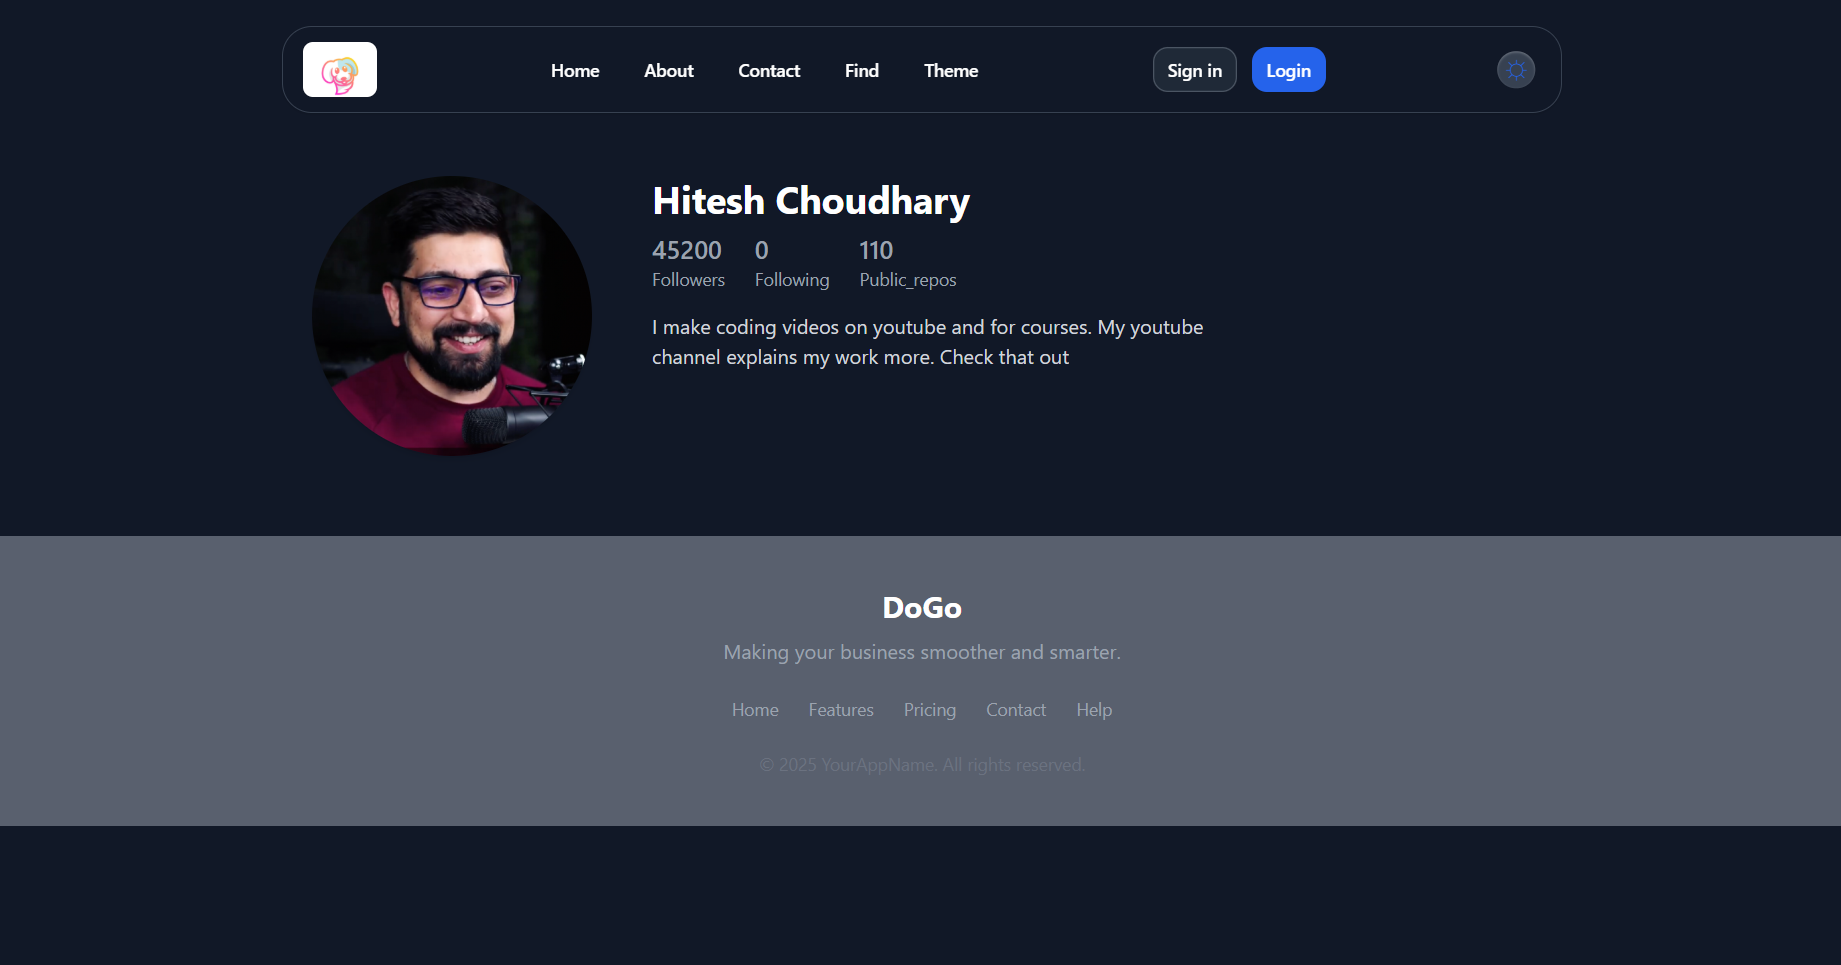 Home About Contact Find Theme Sign in Login
Hitesh Choudhary
45200 0 110
Followers Following Public_repos
I make coding videos on youtube and for courses. My youtube
channel explains my work more. Check that out
DoGo
Making your business smoother and smarter.
Home Features Pricing Contact Help
© 2025 YourAppName. All rights reserved.